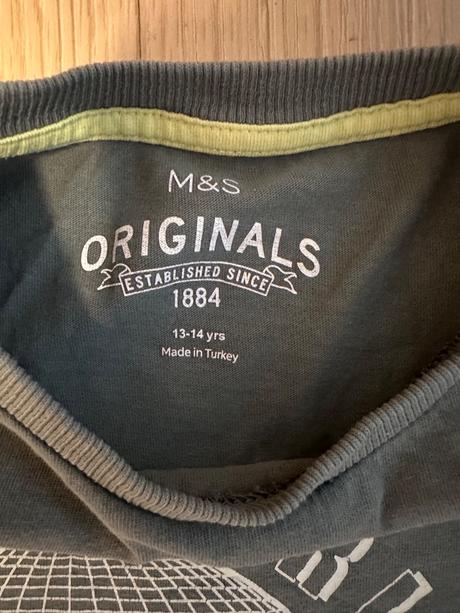 M&S
ORIGINALS
ESTABLISHED SINCE
1884
13-14 yrs
Made in Turkey